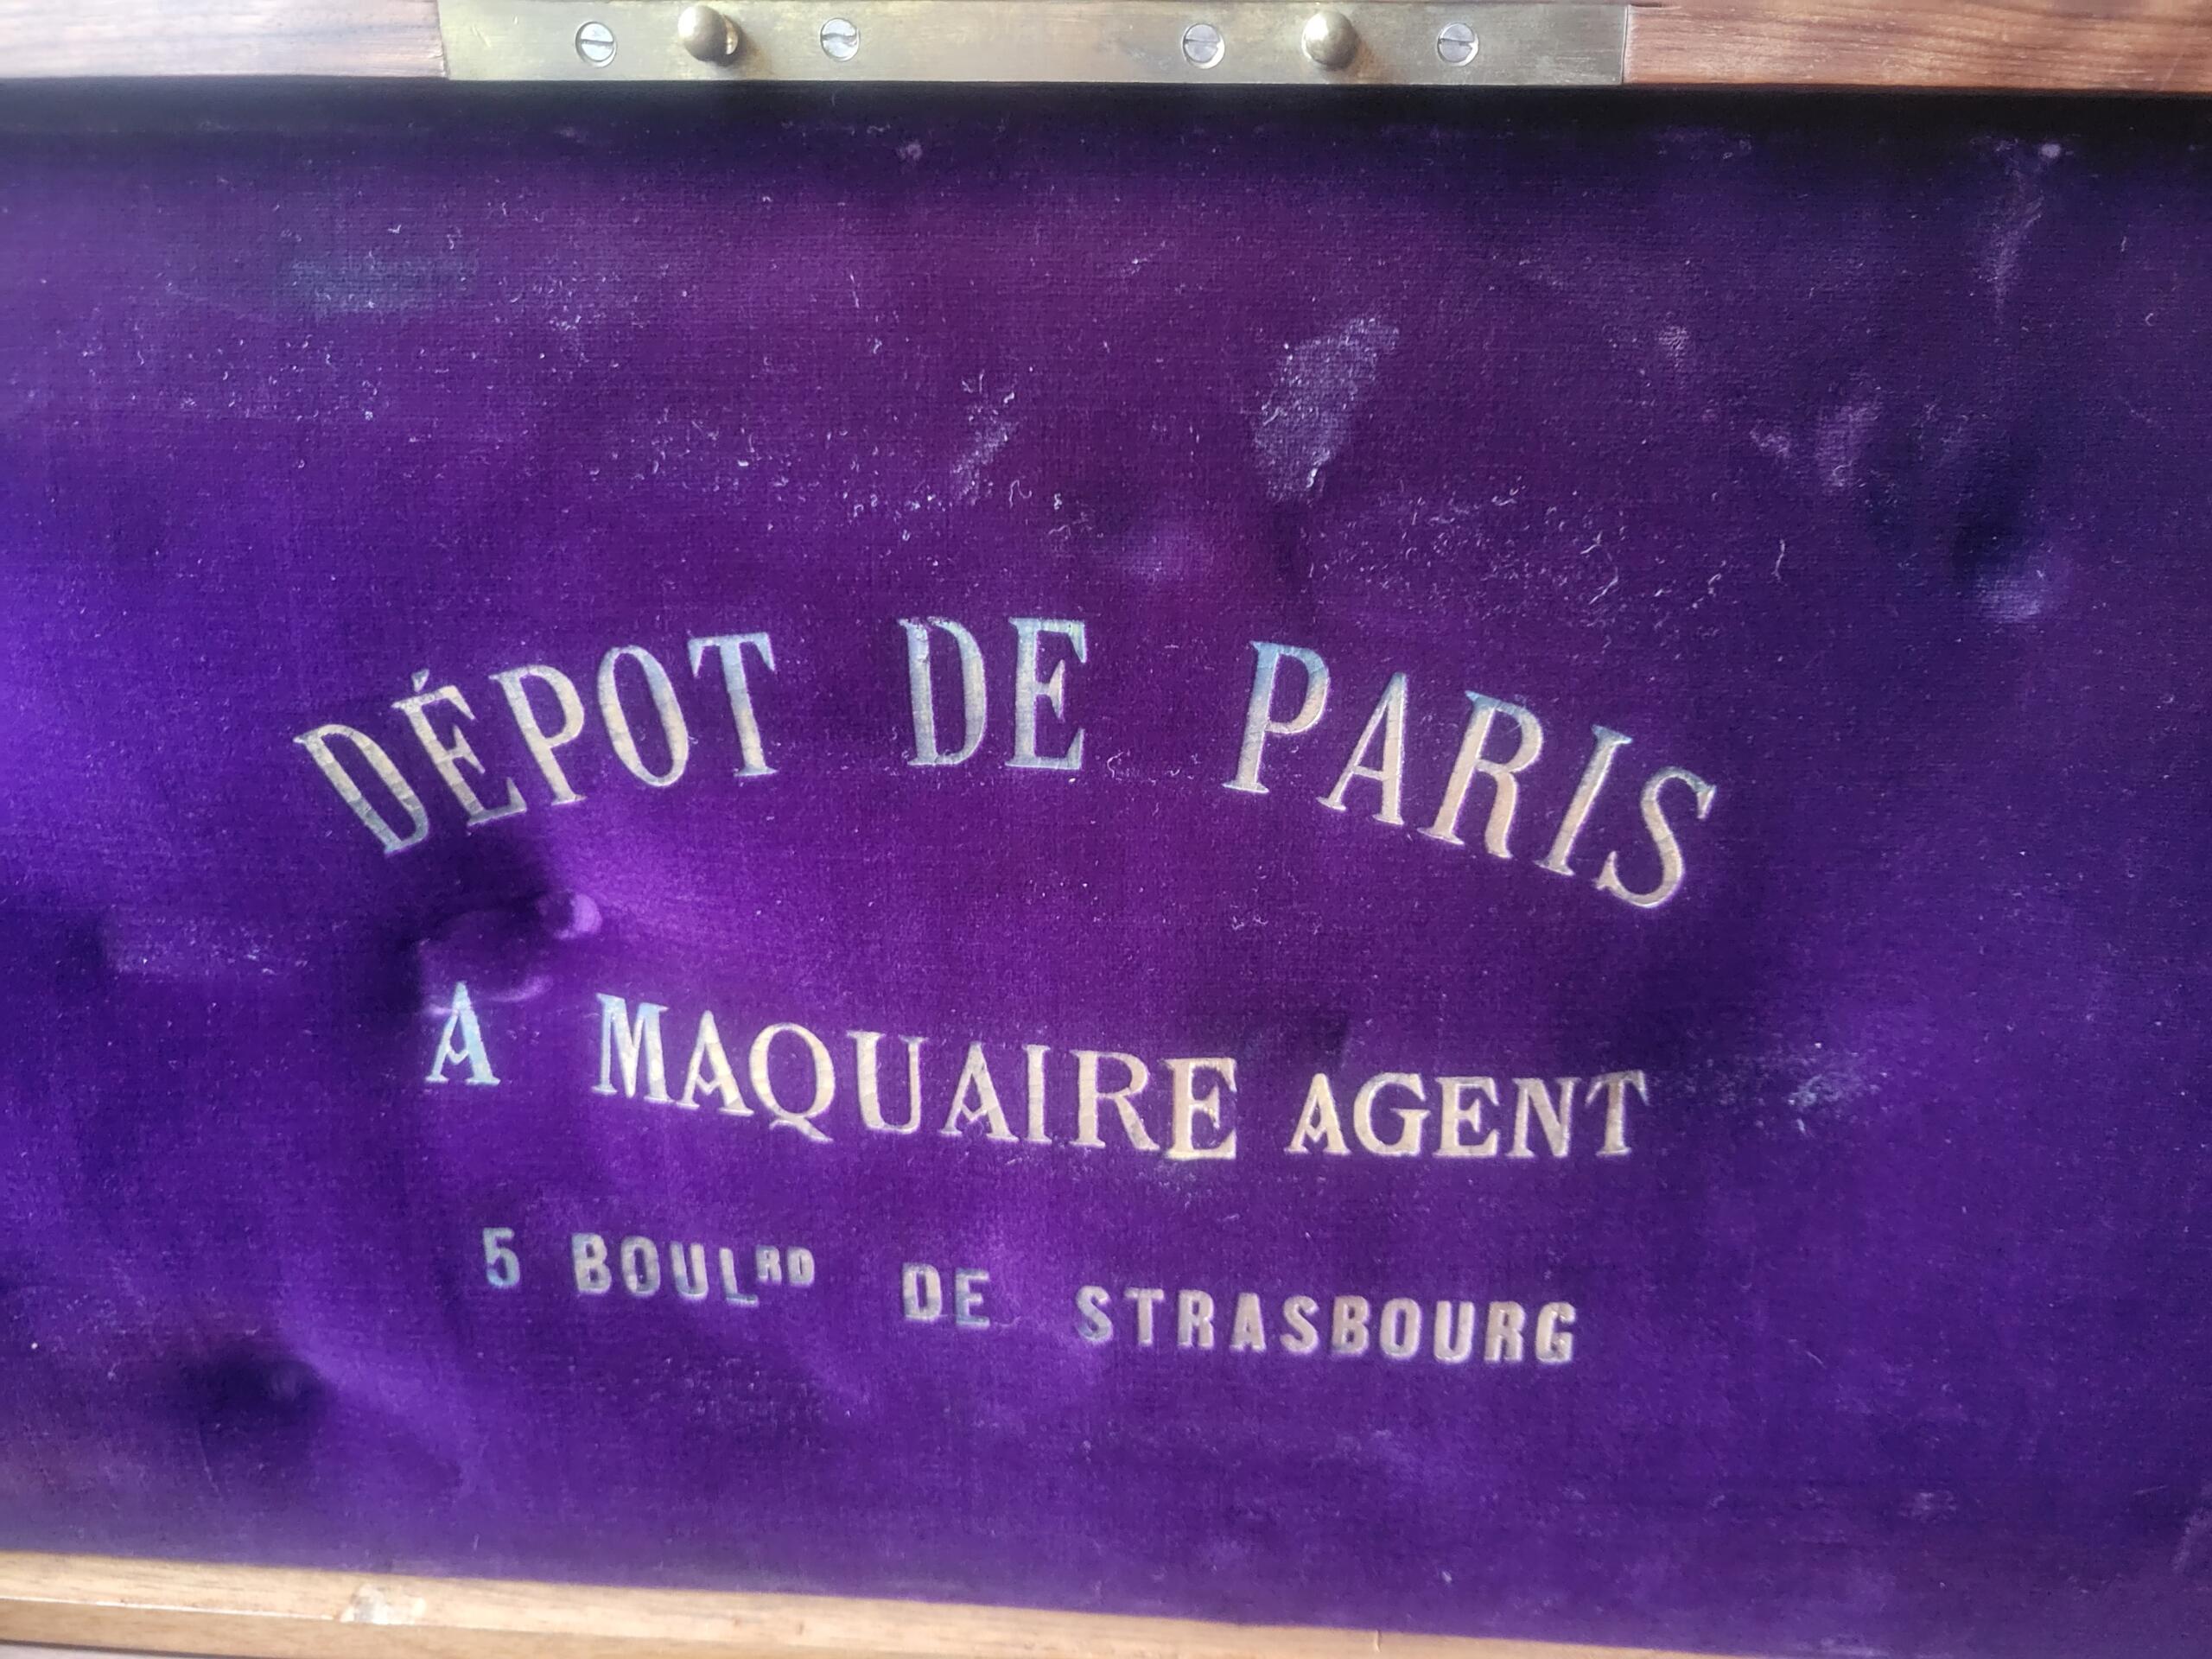 DÉPOT DE PARIS
A MAQUAIRE AGENT
5 BOULRD DE STRASBOURG